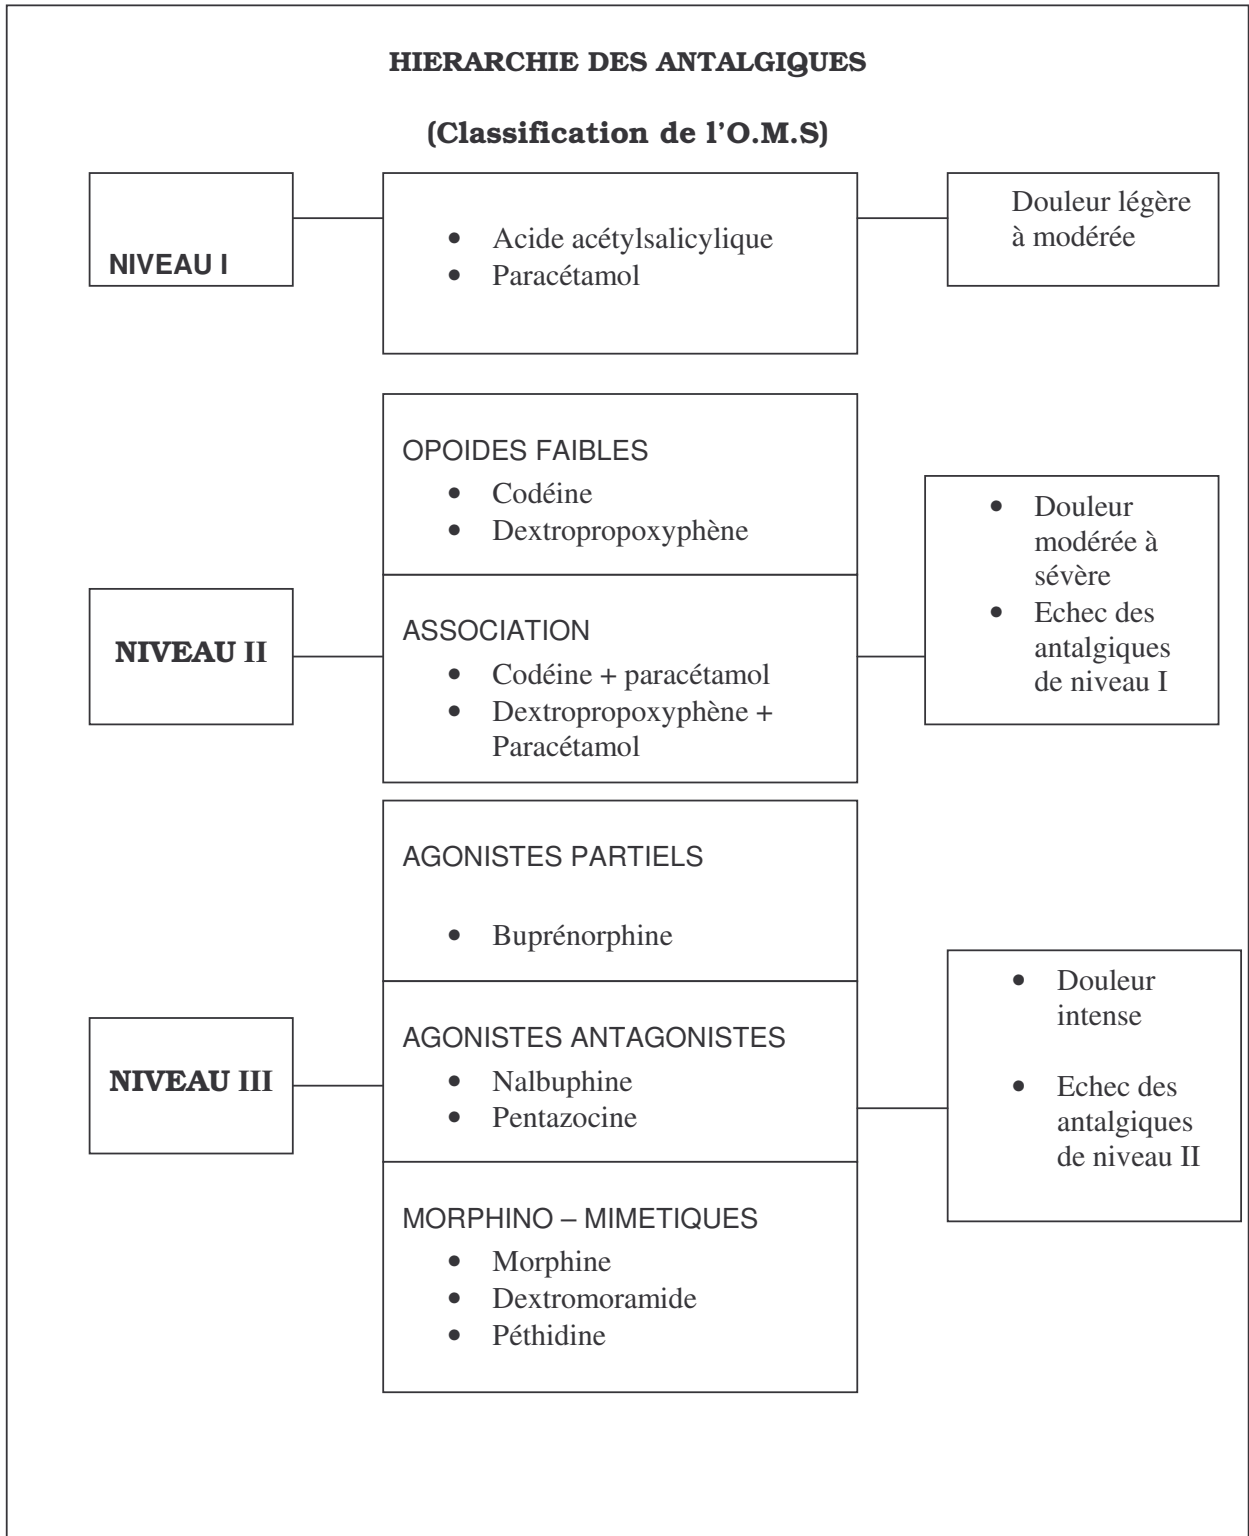 HIERARCHIE DES ANTALGIQUES
(Classification de l'O.M.S)
NIVEAU I
• Acide acétylsalicylique
• Paracétamol
Douleur légère
à modérée
OPOIDES FAIBLES
• Codéine
• Dextropropoxyphène
NIVEAU II
ASSOCIATION
• Codéine + paracétamol
• Dextropropoxyphène +
Paracétamol
• Douleur
modérée à
sévère
• Echec des
antalgiques
de niveau I
AGONISTES PARTIELS
• Buprénorphine
NIVEAU III
AGONISTES ANTAGONISTES
• Nalbuphine
• Pentazocine
MORPHINO – MIMETIQUES
• Morphine
• Dextromoramide
• Péthidine
• Douleur
intense
• Echec des
antalgiques
de niveau II